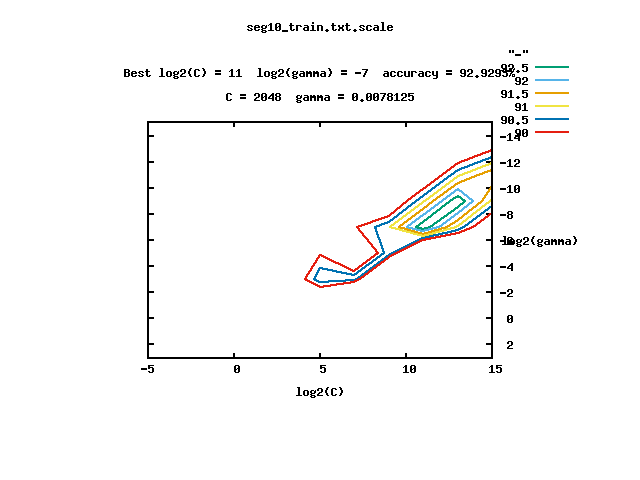 seg10_train.txt.scale
"-"
Best log2(C) = 11  log2(gamma) = -7  accuracy = 92.9293%
92.5
92
91.5
91
90.5
90
C = 2048  gamma = 0.0078125
-14
-12
-10
-8
-6
log2(gamma)
-4
-2
0
2
-5 0 5 10 15
log2(C)